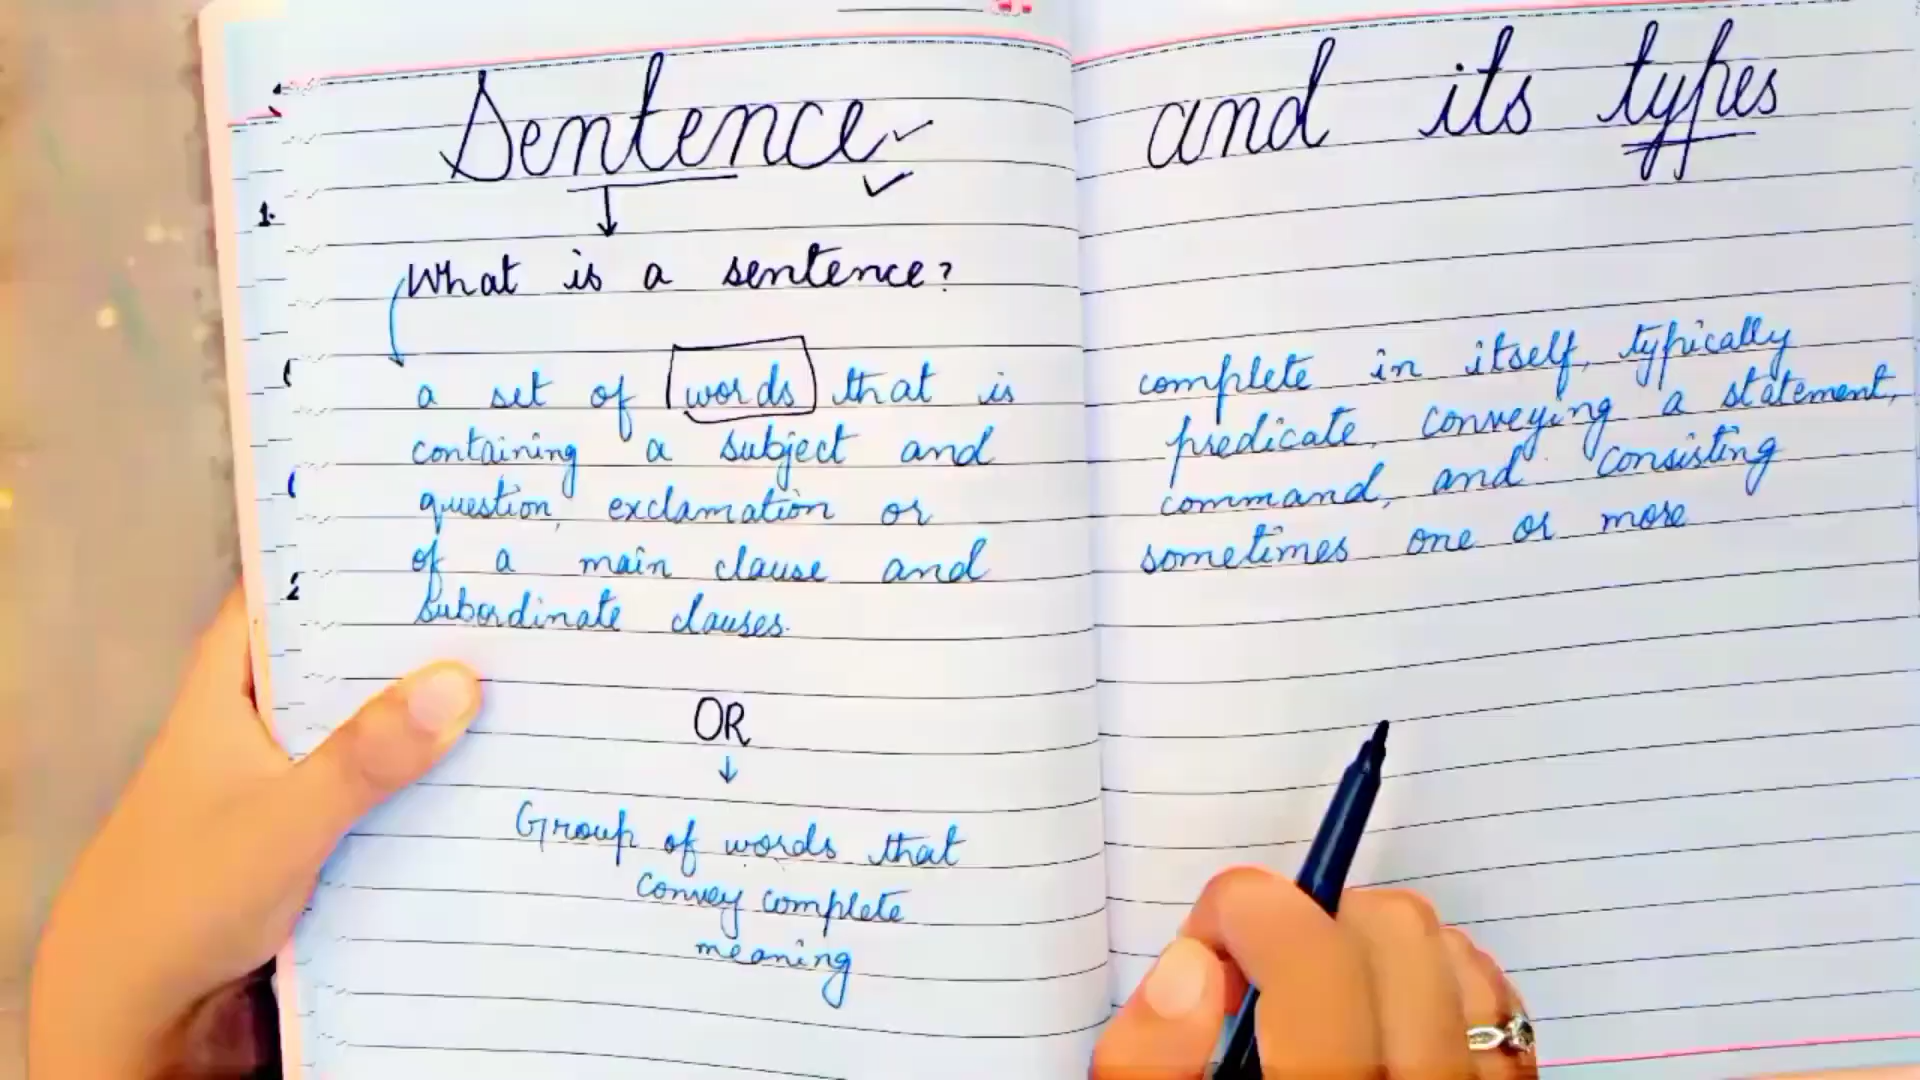 Sentence and its types
1.
What is a sentence?
a set of words that is complete in itself, typically
containing a subject and predicate, conveying a statement,
question, exclamation or command, and consisting
of a main clause and sometimes one or more
subordinate clauses.
OR
Group of words that
convey complete
meaning